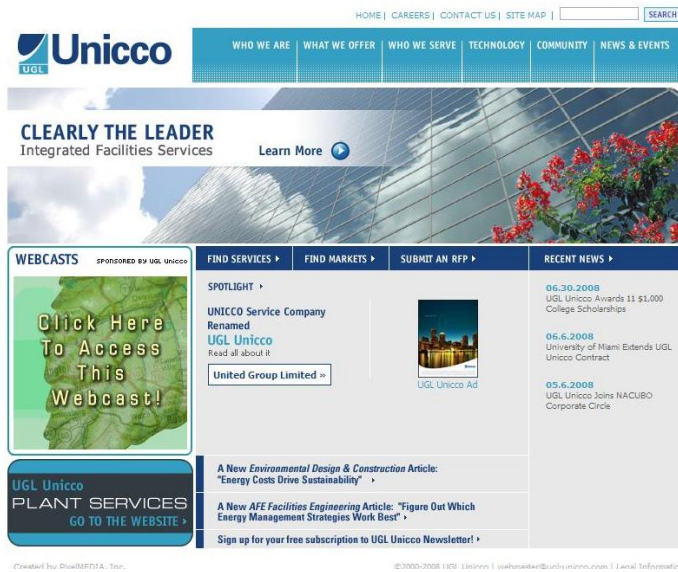 HOME | CAREERS | CONTACT US | SITE MAP | SEARCH
UGL Unicco
WHO WE ARE | WHAT WE OFFER | WHO WE SERVE | TECHNOLOGY | COMMUNITY | NEWS & EVENTS
CLEARLY THE LEADER
Integrated Facilities Services
Learn More
WEBCASTS SPONSORED BY UGL Unicco
Click Here
To Access
This
Webcast!
UGL Unicco
PLANT SERVICES
GO TO THE WEBSITE
FIND SERVICES
FIND MARKETS
SUBMIT AN RFP
SPOTLIGHT
UNICCO Service Company
Renamed
UGL Unicco
Read all about it
United Group Limited »
UGL Unicco Ad
A New Environmental Design & Construction Article:
"Energy Costs Drive Sustainability"
A New AFE Facilities Engineering Article: "Figure Out Which
Energy Management Strategies Work Best"
Sign up for your free subscription to UGL Unicco Newsletter!
RECENT NEWS
06.30.2008
UGL Unicco Awards 11 $1,000
College Scholarships
06.6.2008
University of Miami Extends UGL
Unicco Contract
05.6.2008
UGL Unicco Joins NACUBO
Corporate Circle
Created by PixelMEDIA, Inc.
©2000-2008 UGL Unicco | webmaster@ugl-unicco.com | Legal Informatio